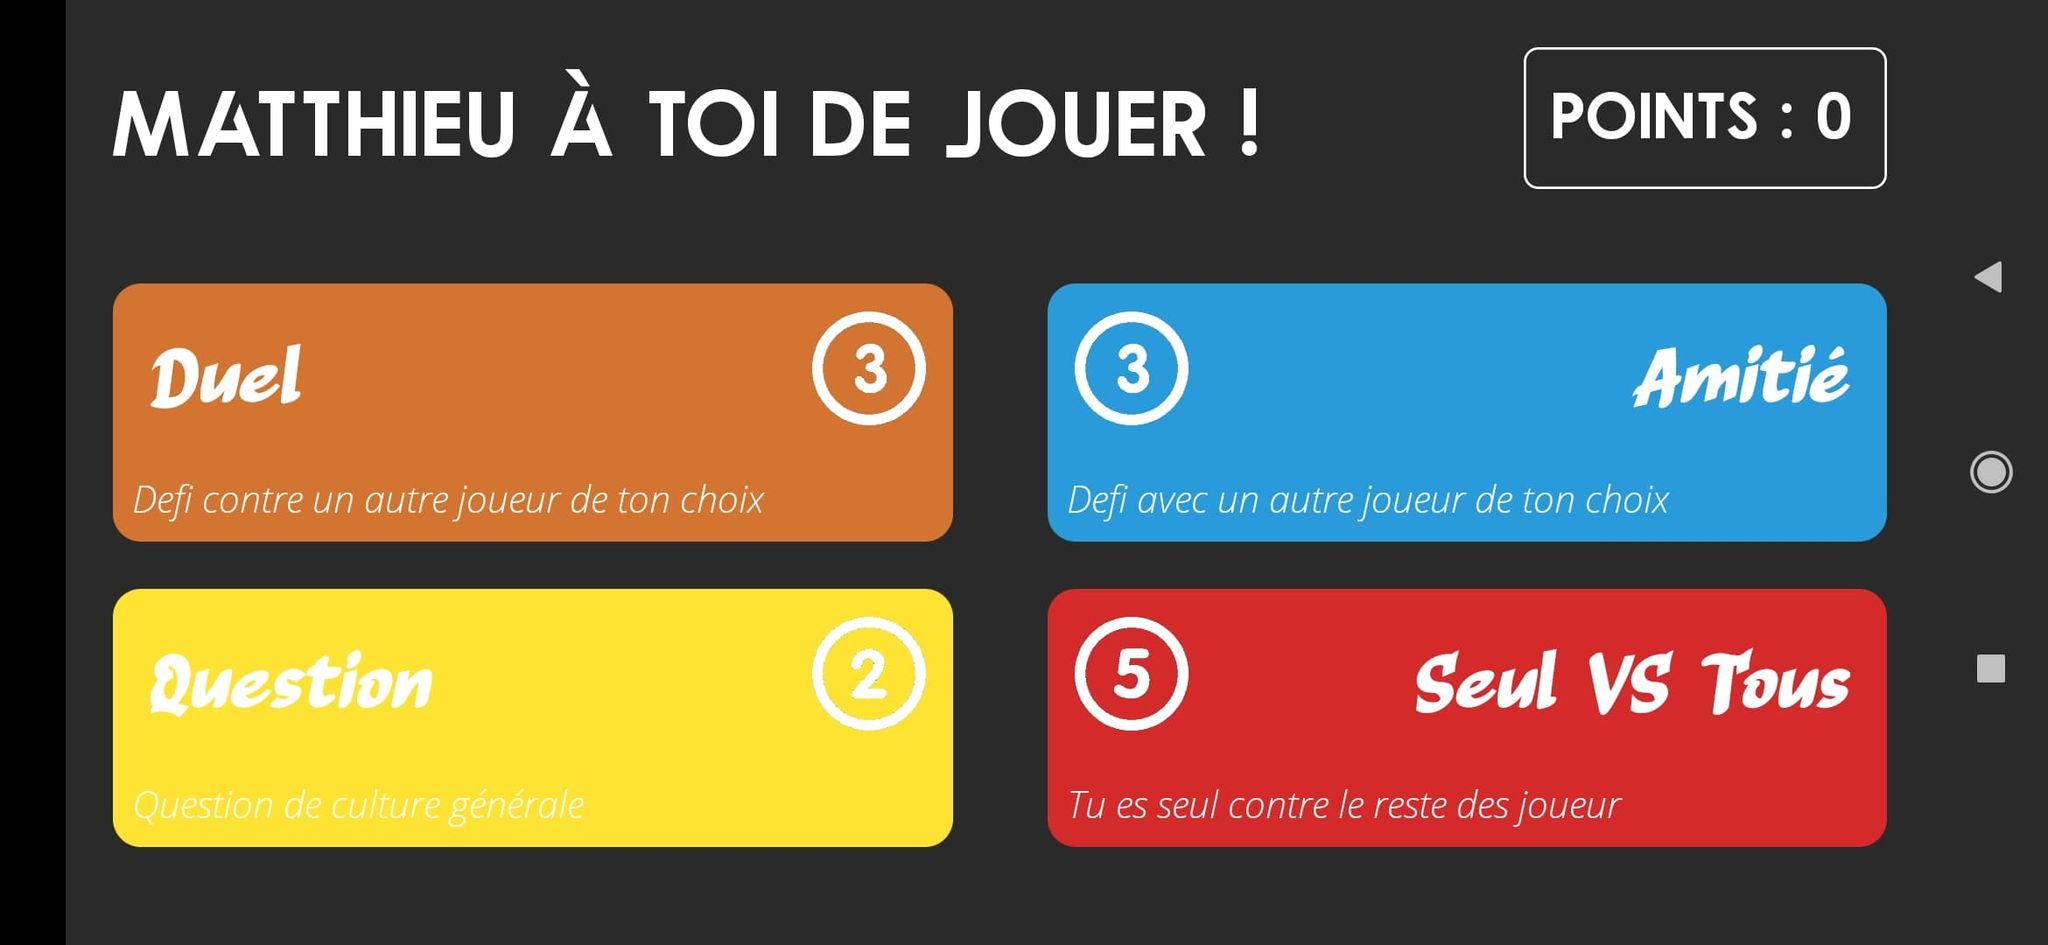 MATTHIEU À TOI DE JOUER !
POINTS : 0
Duel
3
Defi contre un autre joueur de ton choix
3
Amitié
Defi avec un autre joueur de ton choix
Question
2
Question de culture générale
5
Seul VS Tous
Tu es seul contre le reste des joueur